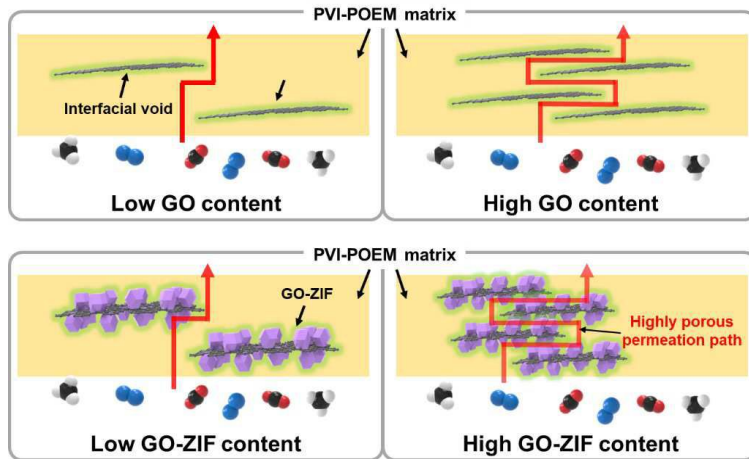 PVI-POEM matrix
Interfacial void
Low GO content
High GO content
PVI-POEM matrix
GO-ZIF
Highly porous
permeation path
Low GO-ZIF content
High GO-ZIF content